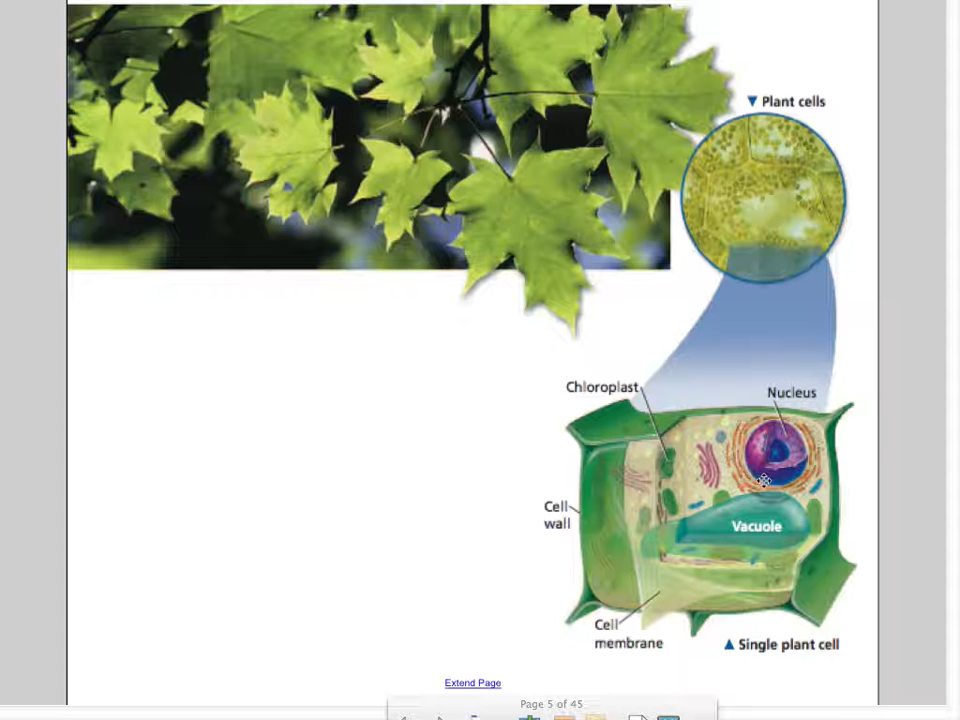 ▼ Plant cells
Chloroplast
Nucleus
Cell
wall
Vacuole
Cell
membrane
▲ Single plant cell
Extend Page
Page 5 of 45